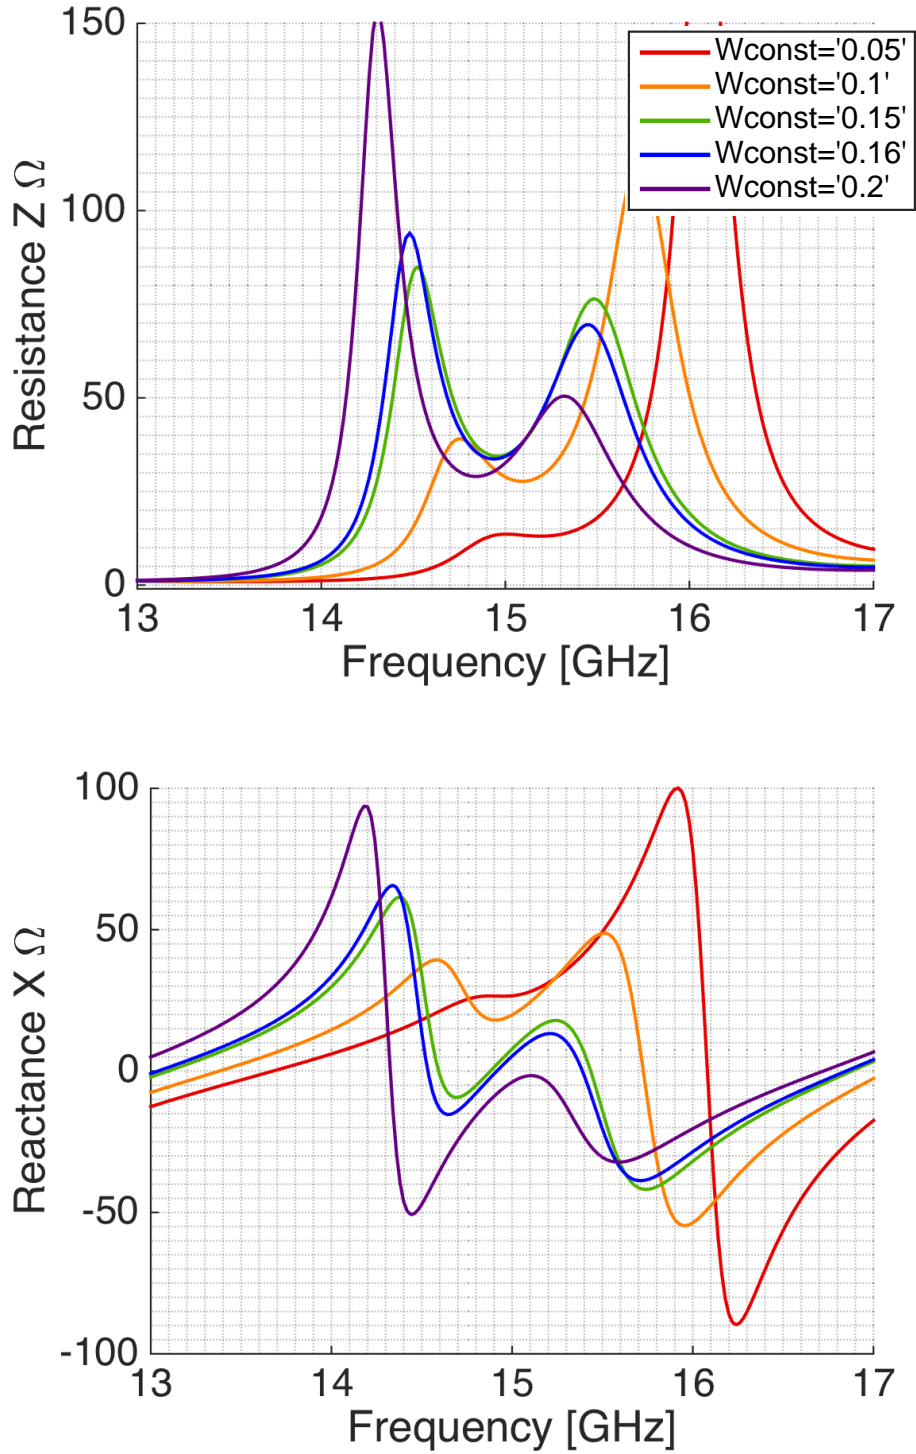 150
100
50
0
Resistance Z Ω
Wconst='0.05'
Wconst='0.1'
Wconst='0.15'
Wconst='0.16'
Wconst='0.2'
13 14 15 16 17
Frequency [GHz]
100
50
0
-50
-100
Reactance X Ω
13 14 15 16 17
Frequency [GHz]